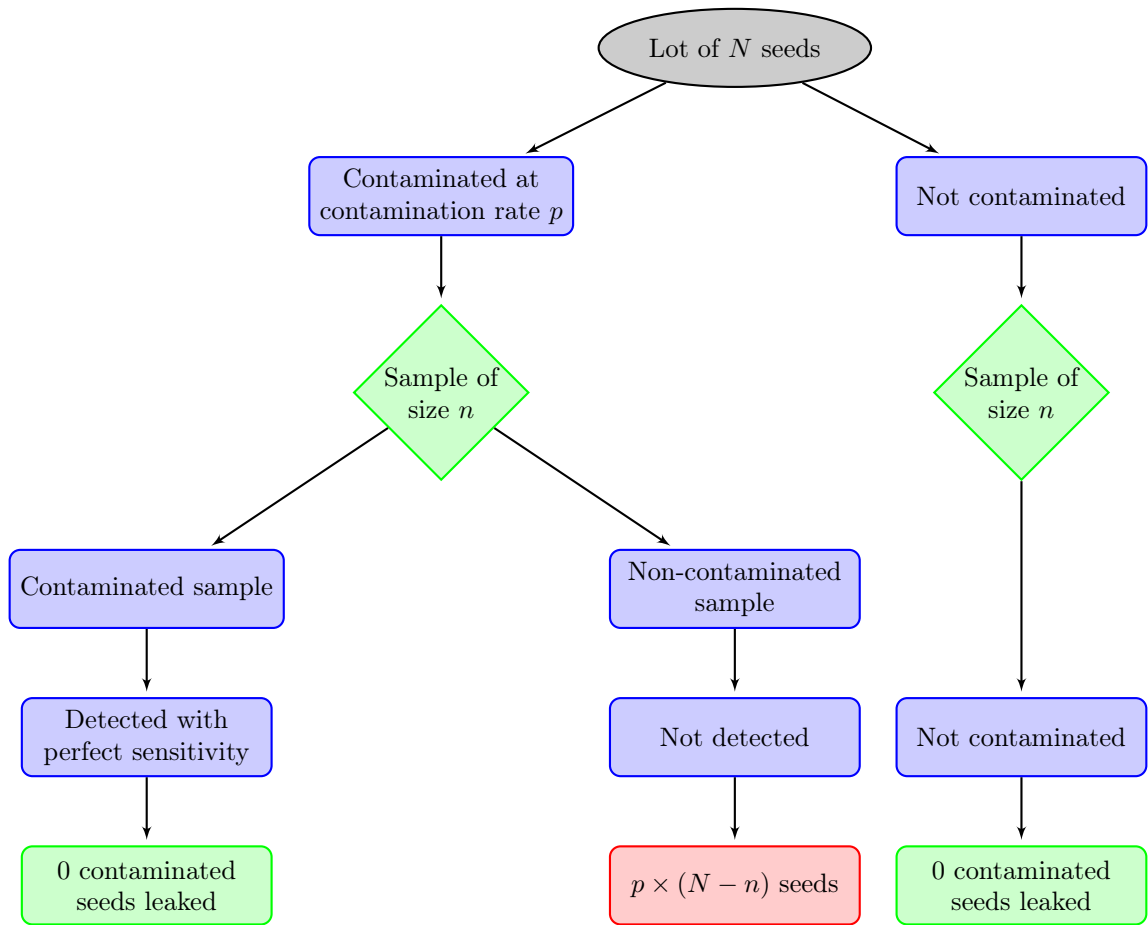 Lot of N seeds
Contaminated at
contamination rate p
Not contaminated
Sample of
size n
Sample of
size n
Contaminated sample
Non-contaminated
sample
Detected with
perfect sensitivity
Not detected
Not contaminated
0 contaminated
seeds leaked
p × (N − n) seeds
0 contaminated
seeds leaked